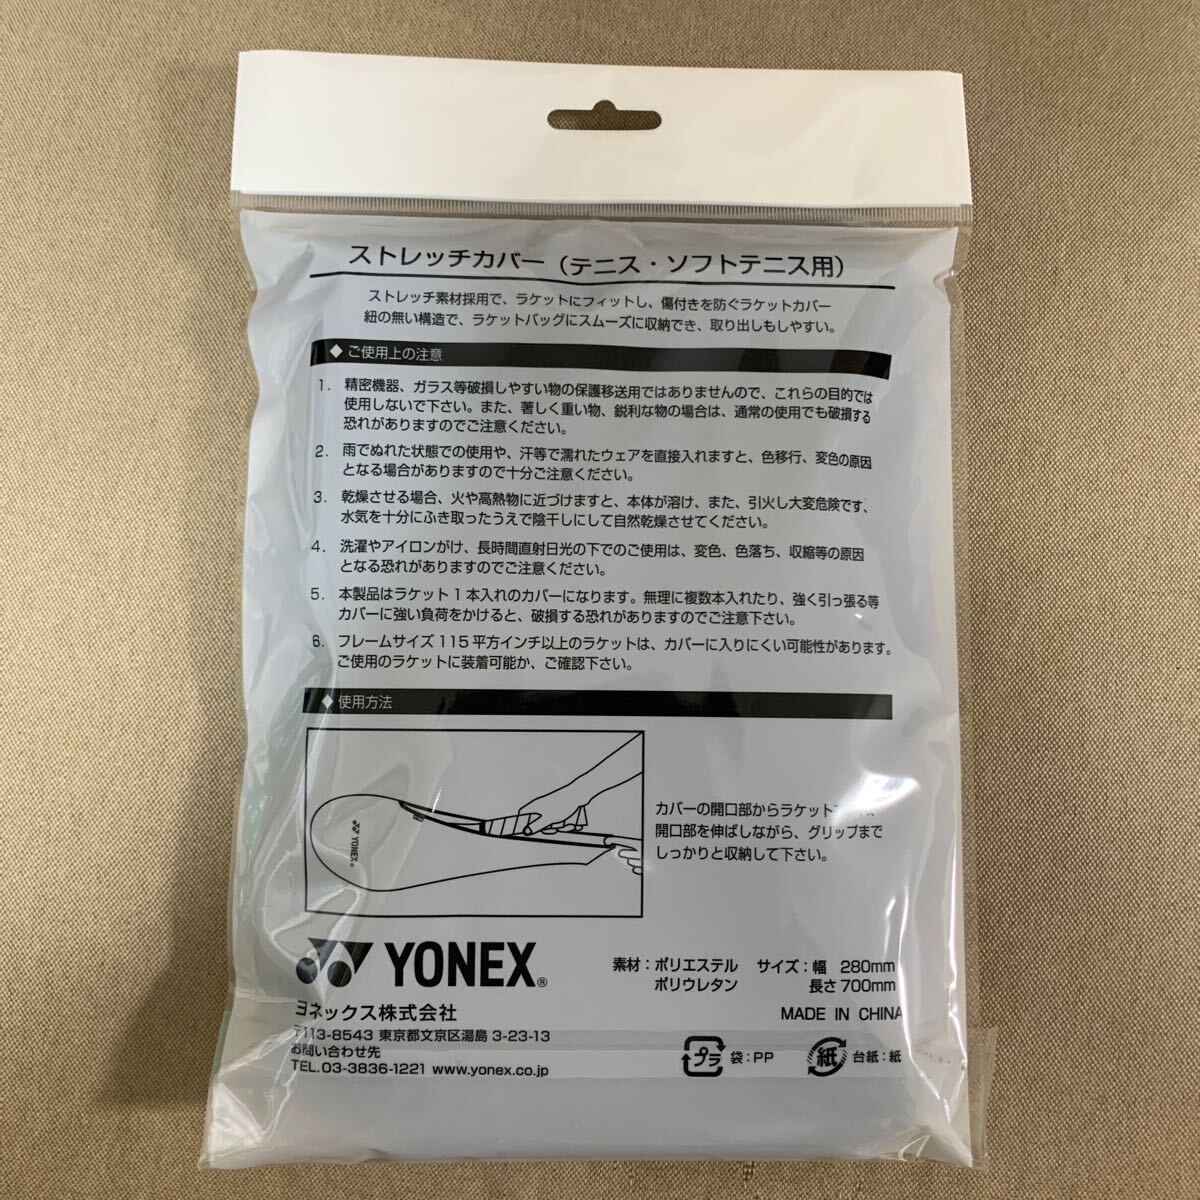 ストレッチカバー（テニス・ソフトテニス用）
ストレッチ素材採用で、ラケットにフィットし、傷付きを防ぐラケットカバー
紐の無い構造で、ラケットバッグにスムーズに収納でき、取り出しもしやすい。
◆ ご使用上の注意
1. 精密機器、ガラス等破損しやすい物の保護移送用ではありませんので、これらの目的では
使用しないで下さい。また、著しく重い物、鋭利な物の場合は、通常の使用でも破損する
恐れがありますのでご注意ください。
2. 雨でぬれた状態での使用や、汗等で濡れたウェアを直接入れますと、色移行、変色の原因
となる場合がありますので十分ご注意ください。
3. 乾燥させる場合、火や高熱物に近づけますと、本体が溶け、また、引火し大変危険です、
水気を十分にふき取ったうえで陰干しにして自然乾燥させてください。
4. 洗濯やアイロンがけ、長時間直射日光の下でのご使用は、変色、色落ち、収縮等の原因
となる恐れがありますのでご注意ください。
5. 本製品はラケット1本入れのカバーになります。無理に複数本入れたり、強く引っ張る等
カバーに強い負荷をかけると、破損する恐れがありますのでご注意下さい。
6. フレームサイズ115平方インチ以上のラケットは、カバーに入りにくい可能性があります。
ご使用のラケットに装着可能か、ご確認下さい。
◆ 使用方法
YONEX®
カバーの開口部からラケット
開口部を伸ばしながら、グリップまで
しっかりと収納して下さい。
YONEX®
ヨネックス株式会社
〒113-8543 東京都文京区湯島 3-23-13
お問い合わせ先
TEL.03-3836-1221 www.yonex.co.jp
素材：ポリエステル サイズ：幅 280mm
ポリウレタン 長さ 700mm
MADE IN CHINA
プラ 袋：PP 紙 台紙：紙